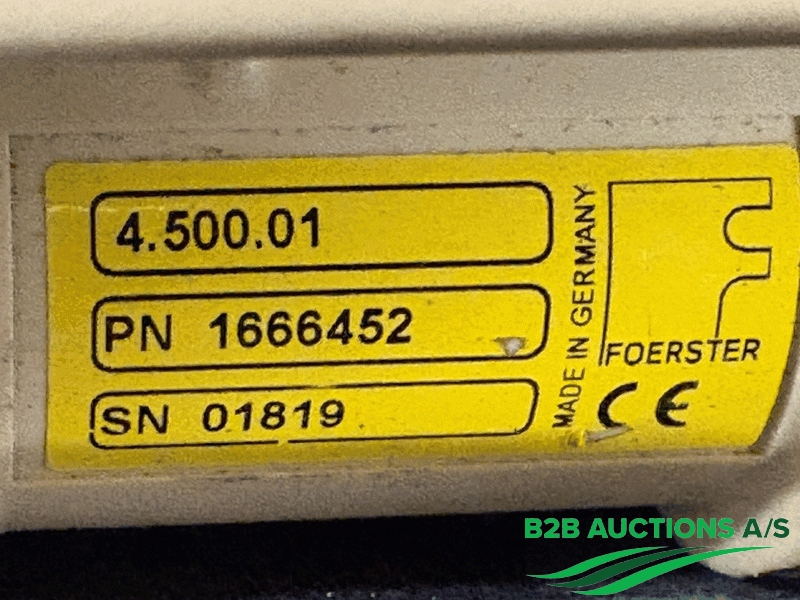 4.500.01
PN 1666452
SN 01819
MADE IN GERMANY
FOERSTER
CE
B2B AUCTIONS A/S